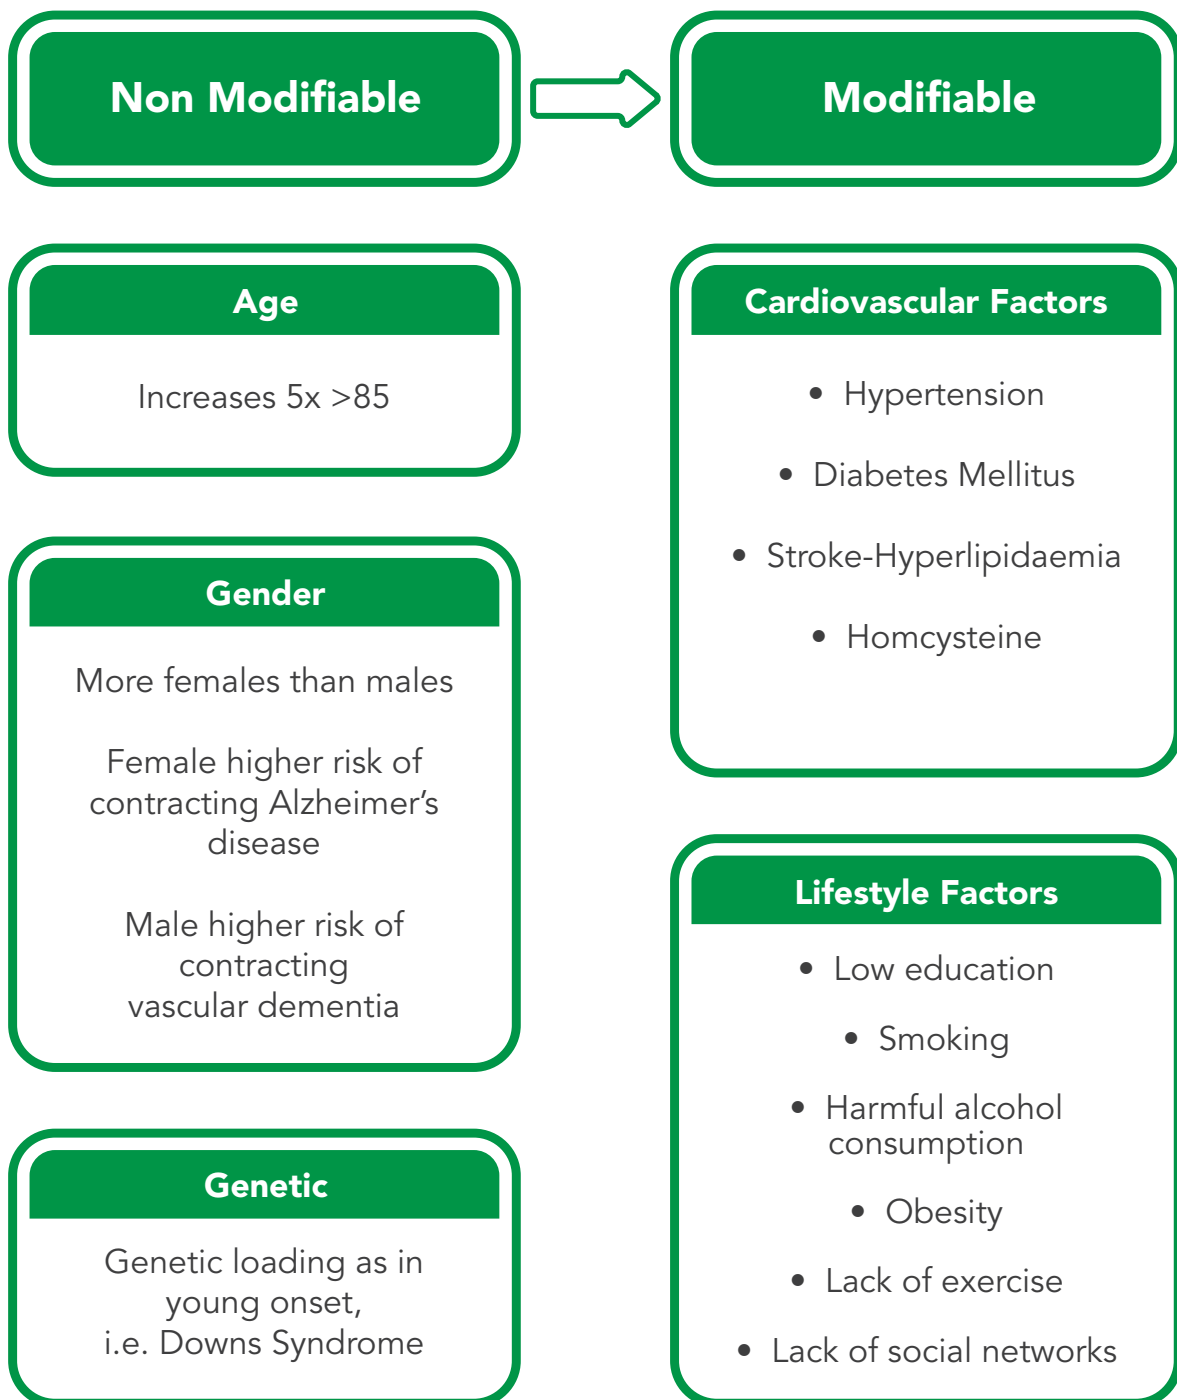 Non Modifiable
Modifiable
Age
Increases 5x >85
Gender
More females than males
Female higher risk of
contracting Alzheimer’s
disease
Male higher risk of
contracting
vascular dementia
Genetic
Genetic loading as in
young onset,
i.e. Downs Syndrome
Cardiovascular Factors
• Hypertension
• Diabetes Mellitus
• Stroke-Hyperlipidaemia
• Homcysteine
Lifestyle Factors
• Low education
• Smoking
• Harmful alcohol
consumption
• Obesity
• Lack of exercise
• Lack of social networks